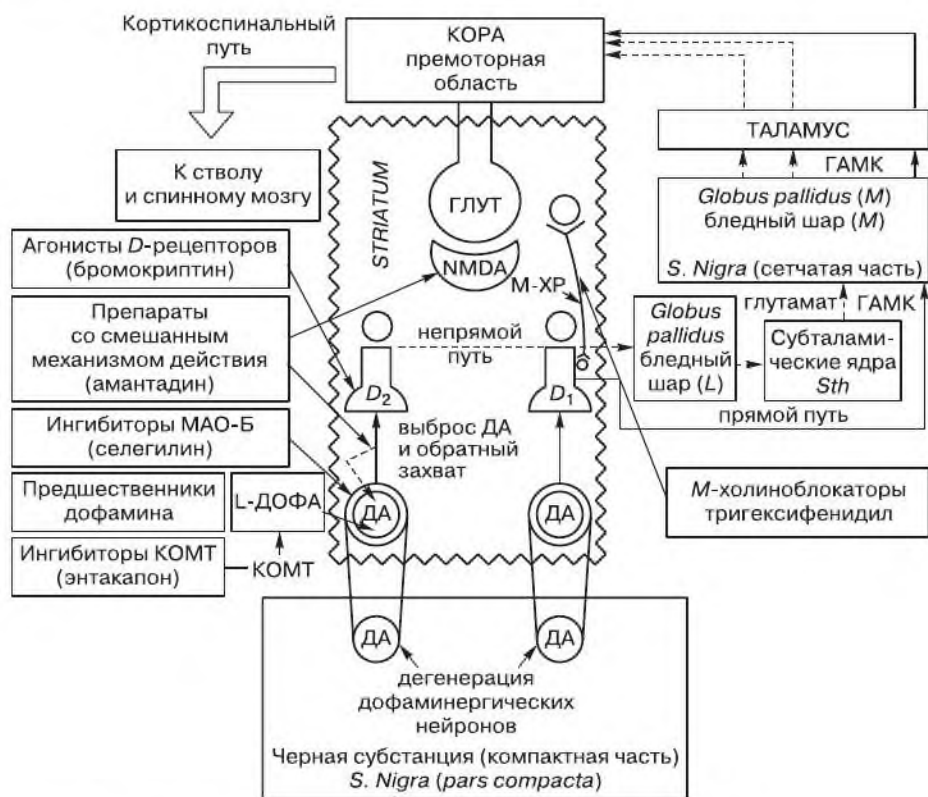 Кортикоспинальный
путь
КОРА
премоторная
область
К стволу
и спинному мозгу
STRIATUM
ГЛУТ
NMDA
М-ХР
ТАЛАМУС
ГАМК
Globus pallidus (M)
бледный шар (M)
S. Nigra (сетчатая часть)
глутамат
ГАМК
Globus
pallidus
бледный
шар (L)
Субталами-
ческие ядра
Sth
непрямой
путь
прямой путь
Агонисты D-рецепторов
(бромокриптин)
Препараты
со смешанным
механизмом действия
(амантадин)
Ингибиторы МАО-Б
(селегилин)
Предшественники
дофамина
L-ДОФА
Ингибиторы КОМТ
(энтакапон)
КОМТ
D2
D1
выброс ДА
и обратный
захват
ДА
ДА
М-холиноблокаторы
тригексифенидил
ДА
ДА
дегенерация
дофаминергических
нейронов
Черная субстанция (компактная часть)
S. Nigra (pars compacta)